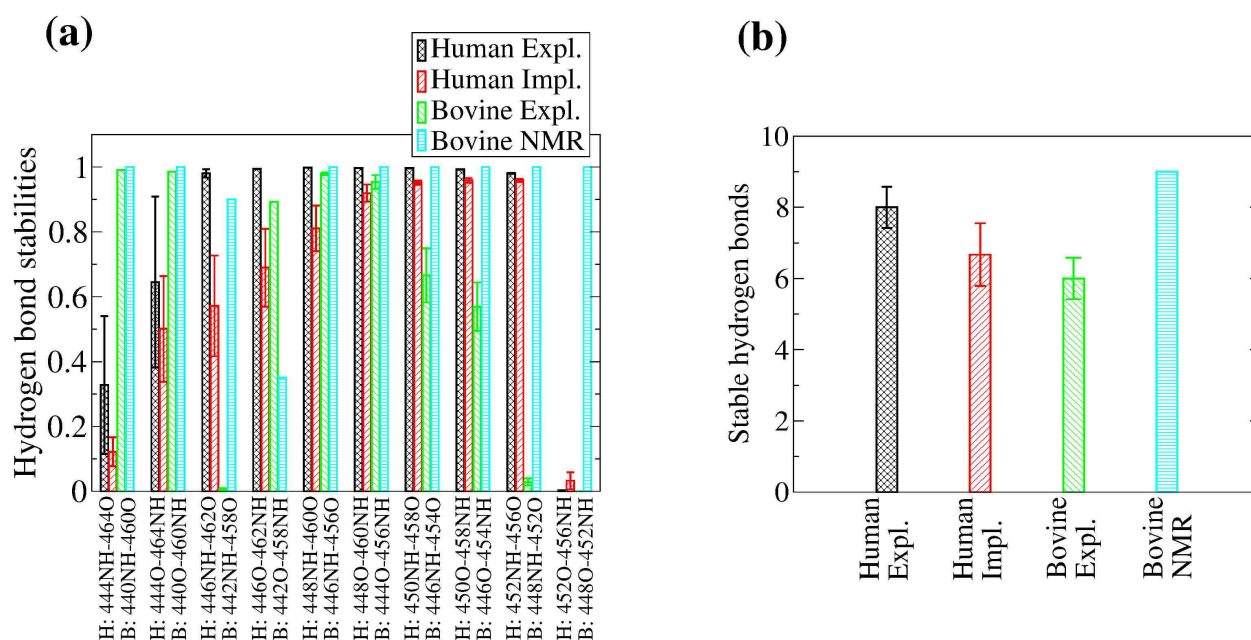 (a)
Human Expl.
Human Impl.
Bovine Expl.
Bovine NMR
Hydrogen bond stabilities
1
0.8
0.6
0.4
0.2
0
H: 444NH-464O
B: 440NH-460O
H: 444O-464NH
B: 440O-460NH
H: 446NH-462O
B: 442NH-458O
H: 446O-462NH
B: 442O-458NH
H: 448NH-460O
B: 446NH-456O
H: 448O-460NH
B: 444O-456NH
H: 450NH-458O
B: 446NH-454O
H: 450O-458NH
B: 446O-454NH
H: 452NH-456O
B: 448NH-452O
H: 452O-456NH
B: 448O-452NH
(b)
Stable hydrogen bonds
10
8
6
4
2
0
Human
Expl.
Human
Impl.
Bovine
Expl.
Bovine
NMR